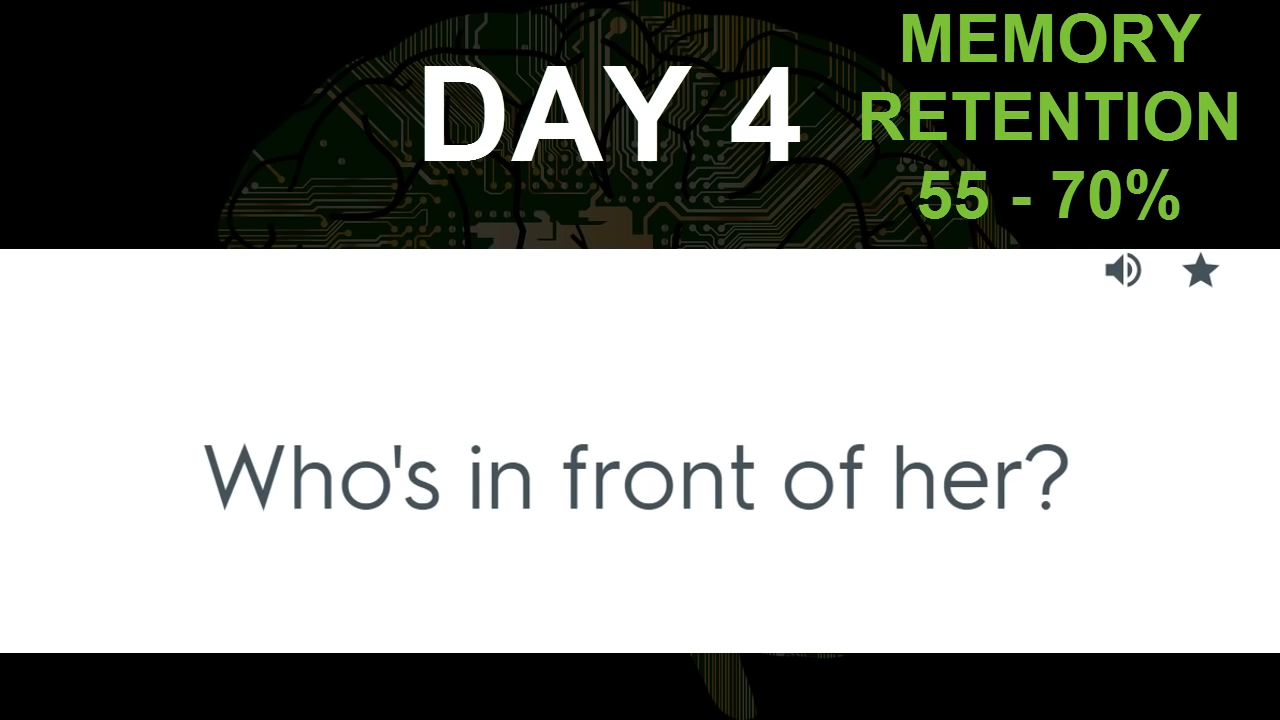 DAY 4
MEMORY
RETENTION
55 - 70%
Who's in front of her?